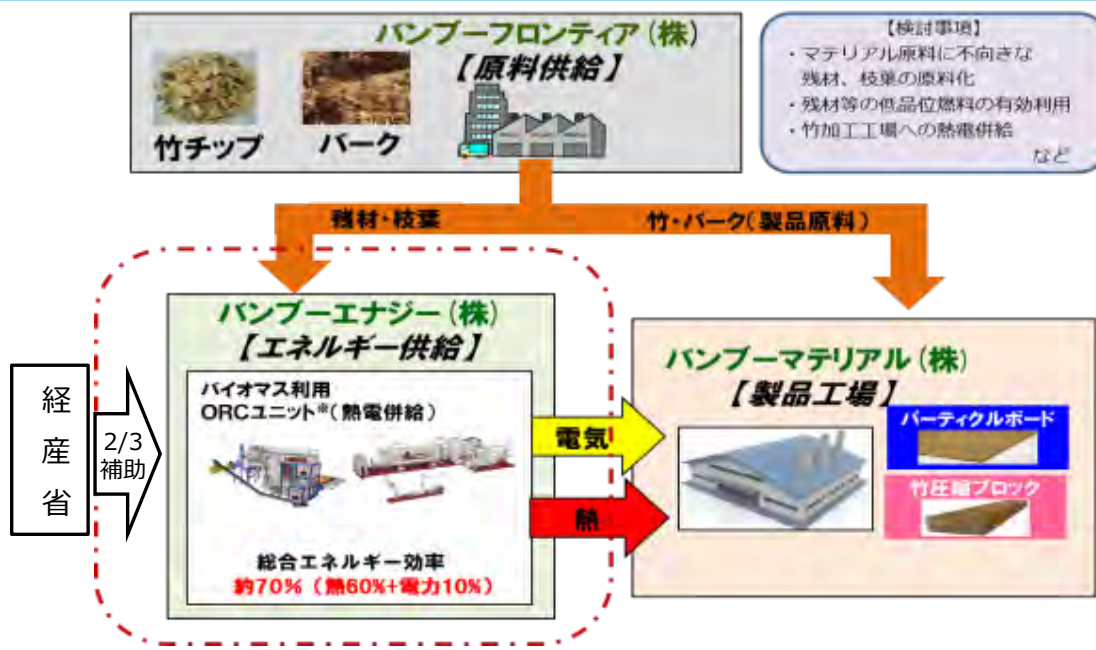 バンブーフロンティア(株)
【原料供給】
竹チップ
バーク
【検討事項】
・マテリアル原料に不向きな
残材、枝葉の原料化
・残材等の低品位燃料の有効利用
・竹加工工場への熱電併給
など
残材・枝葉
竹・バーク(製品原料)
経産省
2/3
補助
バンブーエナジー(株)
【エネルギー供給】
バイオマス利用
ORCユニット※(熱電併給)
総合エネルギー効率
約70%(熱60%+電力10%)
電気
熱
バンブーマテリアル(株)
【製品工場】
パーティクルボード
竹圧縮ブロック